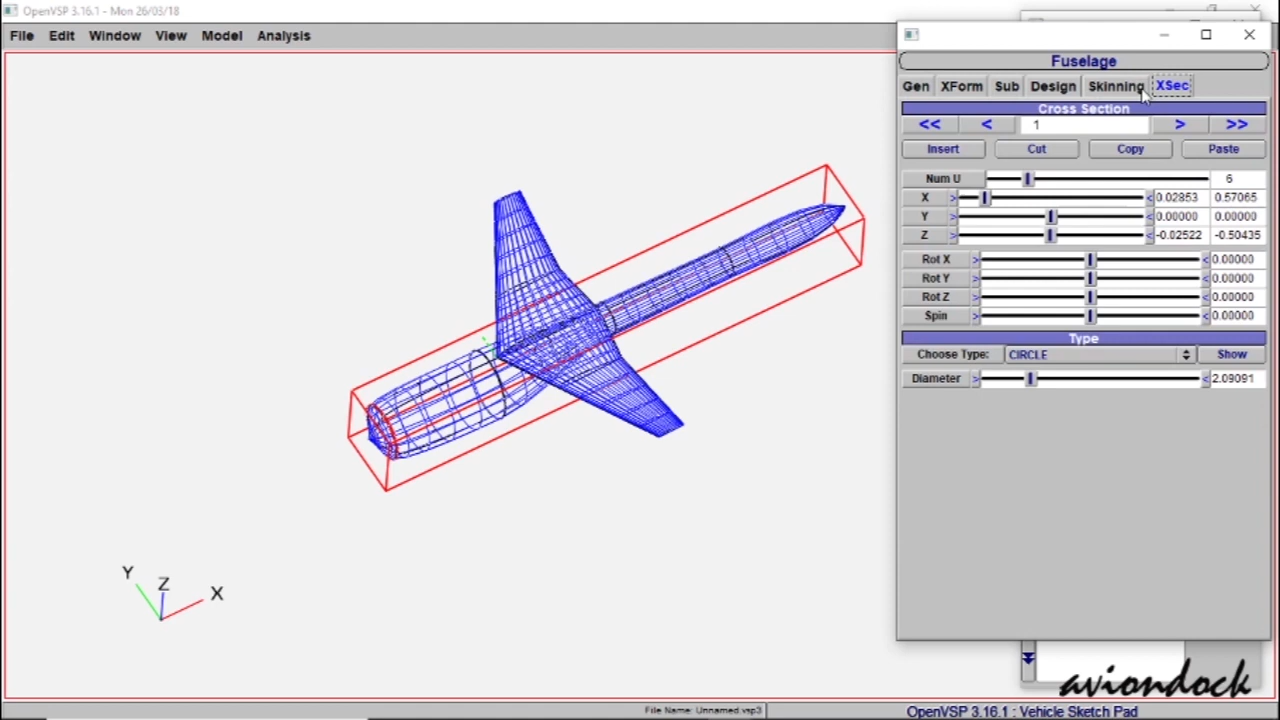 OpenVSP 3.16.1 - Mon 26/03/18
File Edit Window View Model Analysis
Fuselage
Gen XForm Sub Design Skinning XSec
Cross Section
<< < 1 > >>
Insert Cut Copy Paste
Num U 6
X > < 0.02853 0.57065
Y > < 0.00000 0.00000
Z > < -0.02522 -0.50435
Rot X > < 0.00000
Rot Y > < 0.00000
Rot Z > < 0.00000
Spin > < 0.00000
Type
Choose Type: CIRCLE Show
Diameter > < 2.09091
Y
Z
X
aviondock
File Name: Unnamed.vsp3
OpenVSP 3.16.1 : Vehicle Sketch Pad